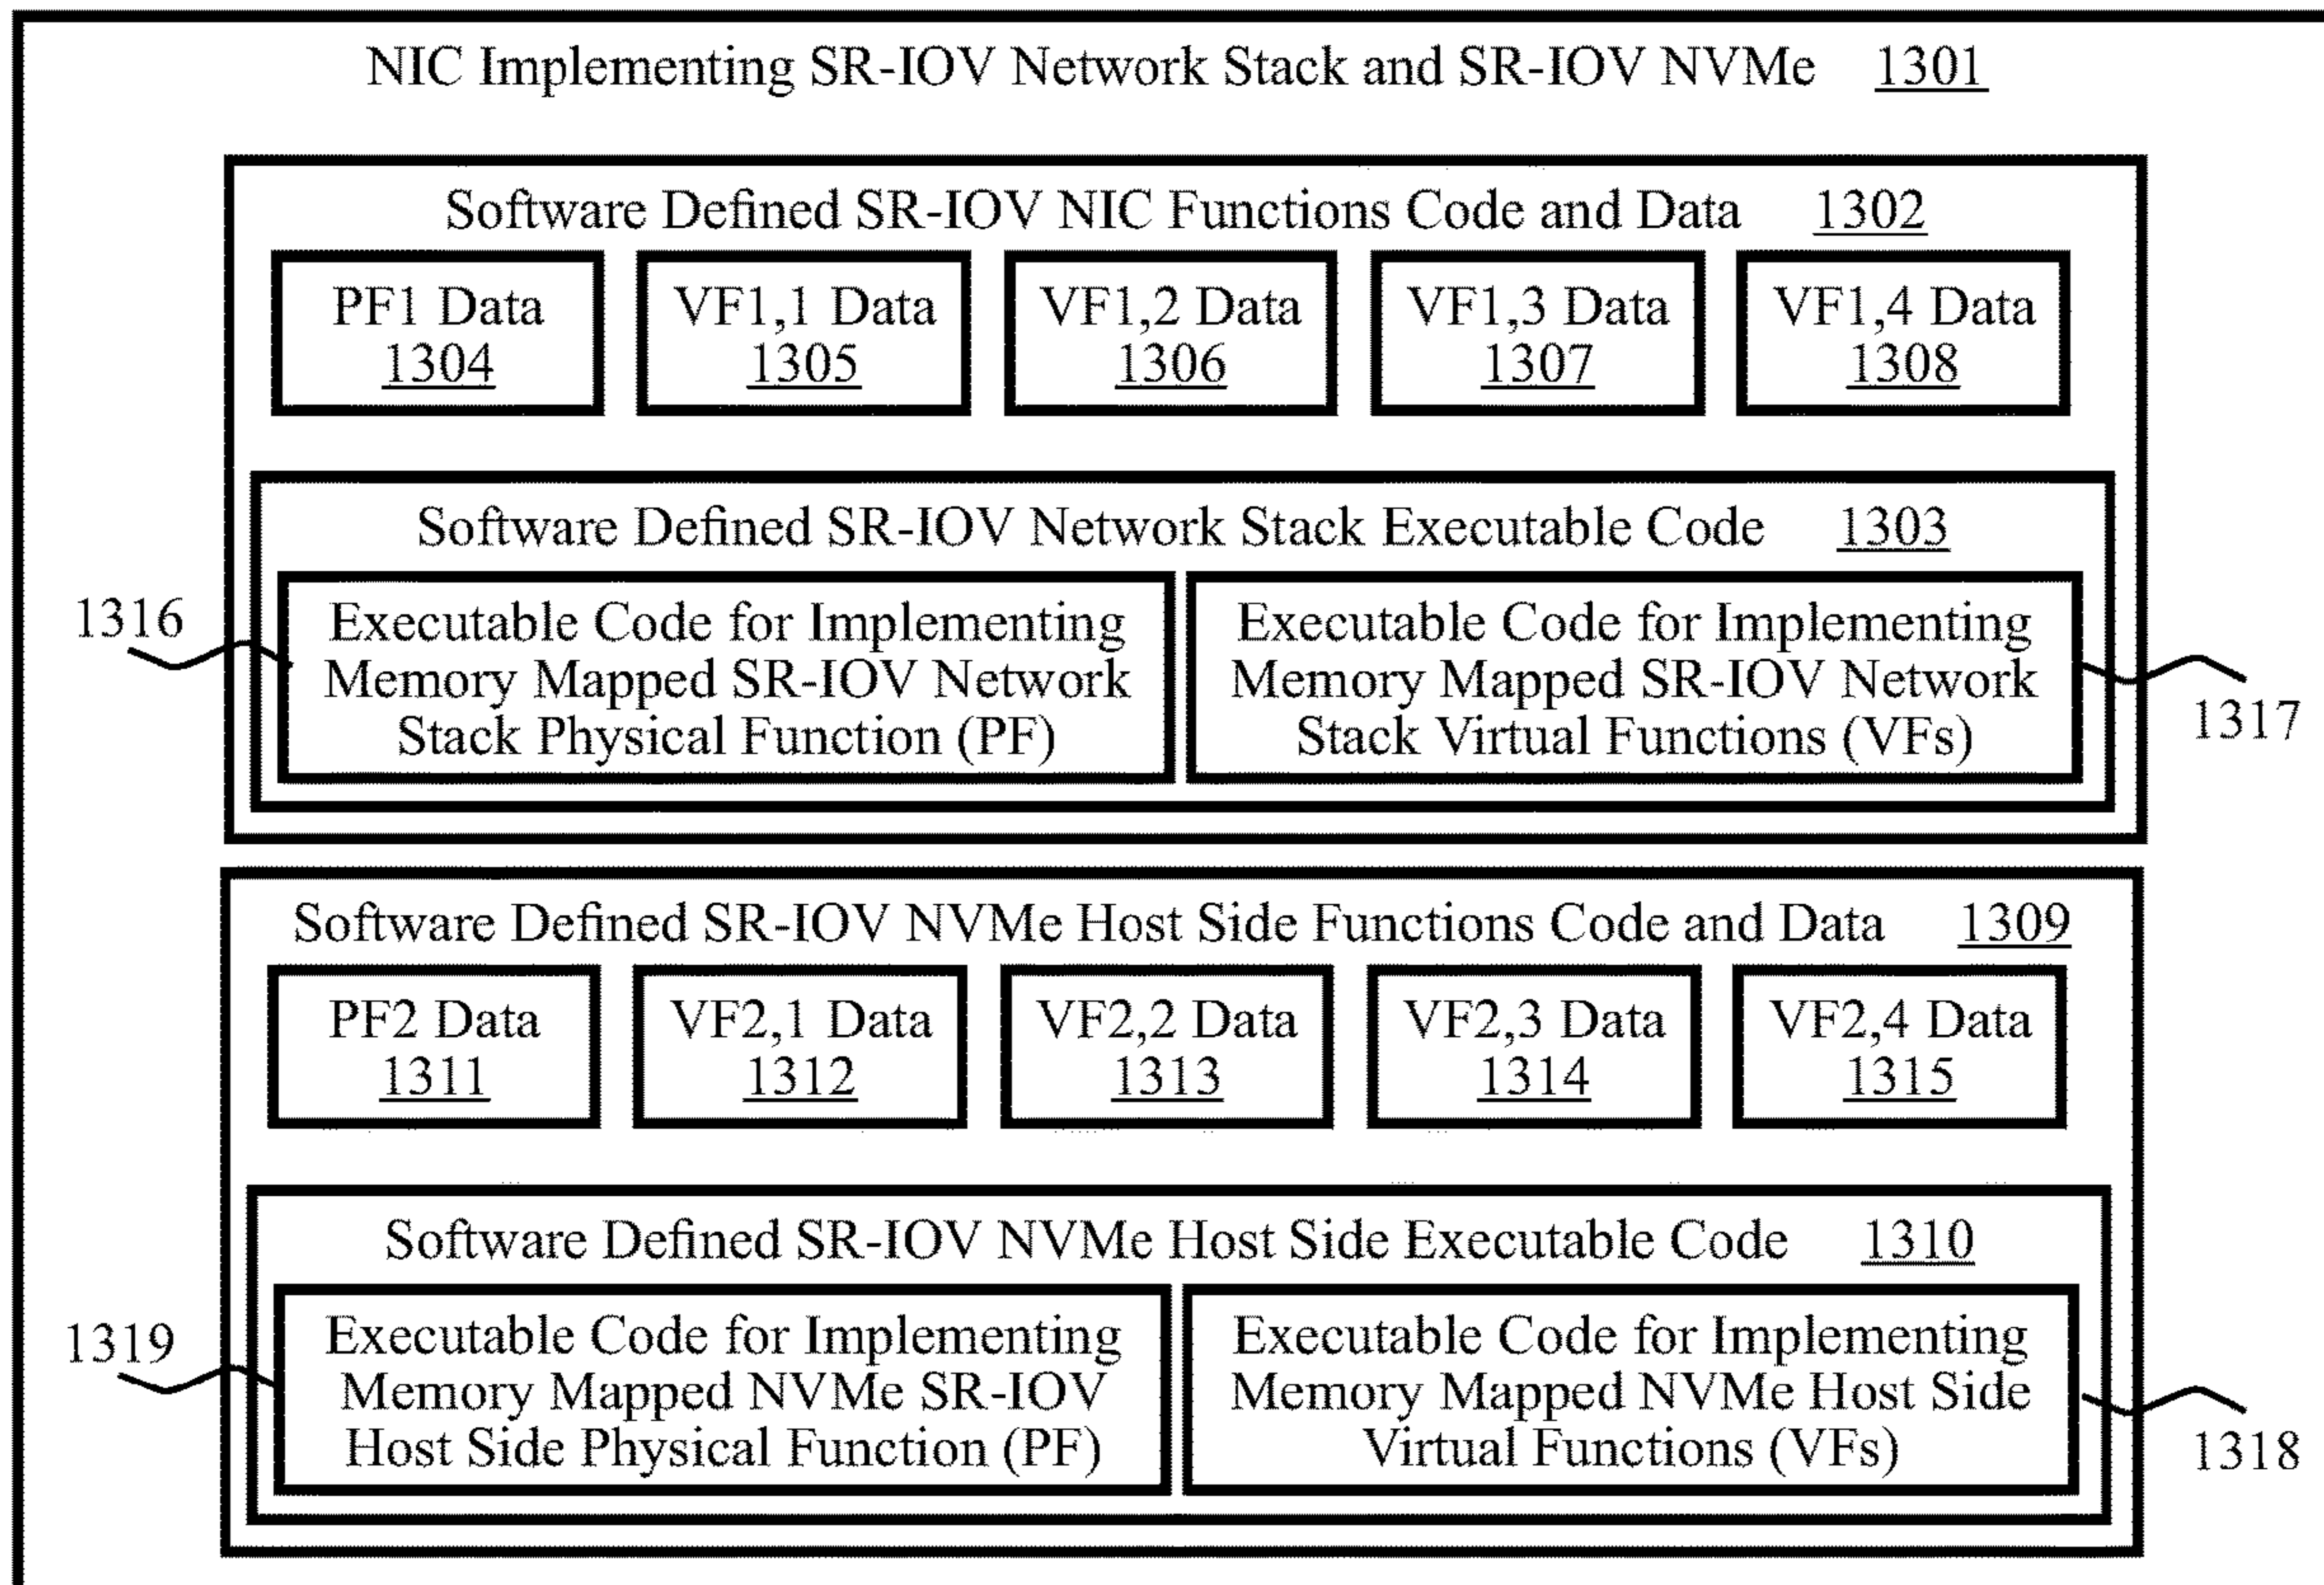 NIC Implementing SR-IOV Network Stack and SR-IOV NVMe 1301
Software Defined SR-IOV NIC Functions Code and Data 1302
PF1 Data
1304
VF1,1 Data
1305
VF1,2 Data
1306
VF1,3 Data
1307
VF1,4 Data
1308
Software Defined SR-IOV Network Stack Executable Code 1303
1316
Executable Code for Implementing
Memory Mapped SR-IOV Network
Stack Physical Function (PF)
Executable Code for Implementing
Memory Mapped SR-IOV Network
Stack Virtual Functions (VFs)
1317
Software Defined SR-IOV NVMe Host Side Functions Code and Data 1309
PF2 Data
1311
VF2,1 Data
1312
VF2,2 Data
1313
VF2,3 Data
1314
VF2,4 Data
1315
Software Defined SR-IOV NVMe Host Side Executable Code 1310
1319
Executable Code for Implementing
Memory Mapped NVMe SR-IOV
Host Side Physical Function (PF)
Executable Code for Implementing
Memory Mapped NVMe Host Side
Virtual Functions (VFs)
1318